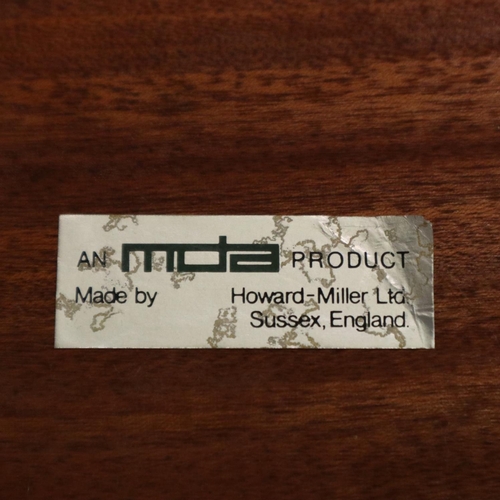 AN mda PRODUCT
Made by Howard-Miller Ltd.
Sussex, England.